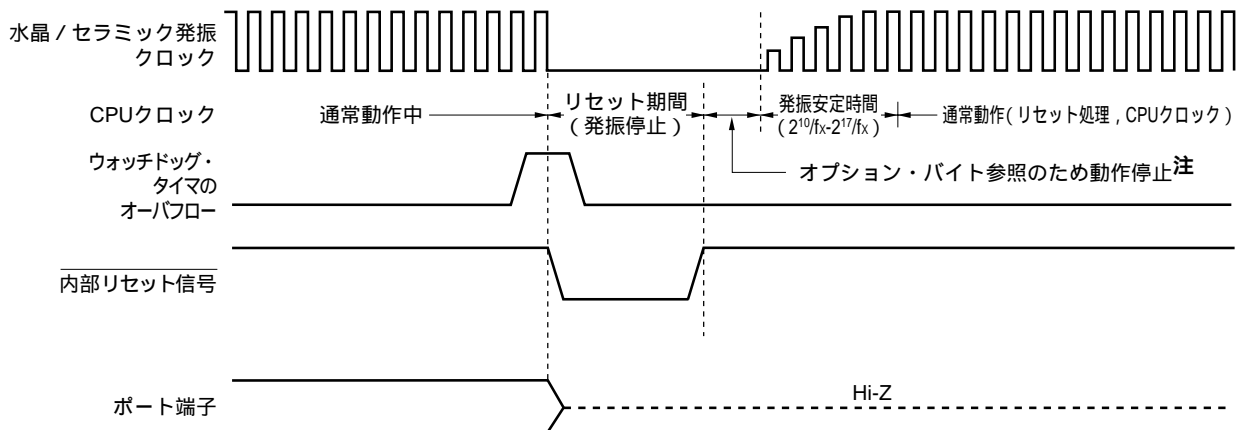 水晶 / セラミック発振
クロック
CPUクロック
通常動作中
リセット期間
（発振停止）
発振安定時間
（2¹⁰/fx-2¹⁷/fx）
通常動作（リセット処理，CPUクロック）
ウォッチドッグ・
タイマの
オーバフロー
オプション・バイト参照のため動作停止注
内部リセット信号
ポート端子
Hi-Z